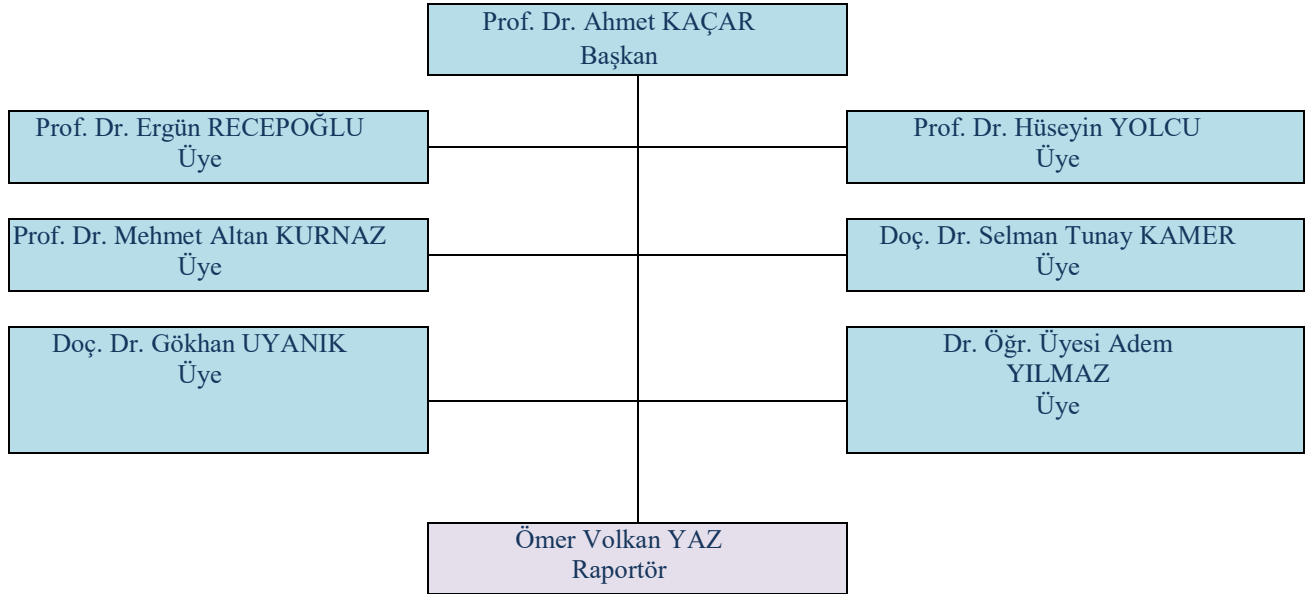 Prof. Dr. Ahmet KAÇAR
Başkan
Prof. Dr. Ergün RECEPOĞLU
Üye
Prof. Dr. Hüseyin YOLCU
Üye
Prof. Dr. Mehmet Altan KURNAZ
Üye
Doç. Dr. Selman Tunay KAMER
Üye
Doç. Dr. Gökhan UYANIK
Üye
Dr. Öğr. Üyesi Adem
YILMAZ
Üye
Ömer Volkan YAZ
Raportör